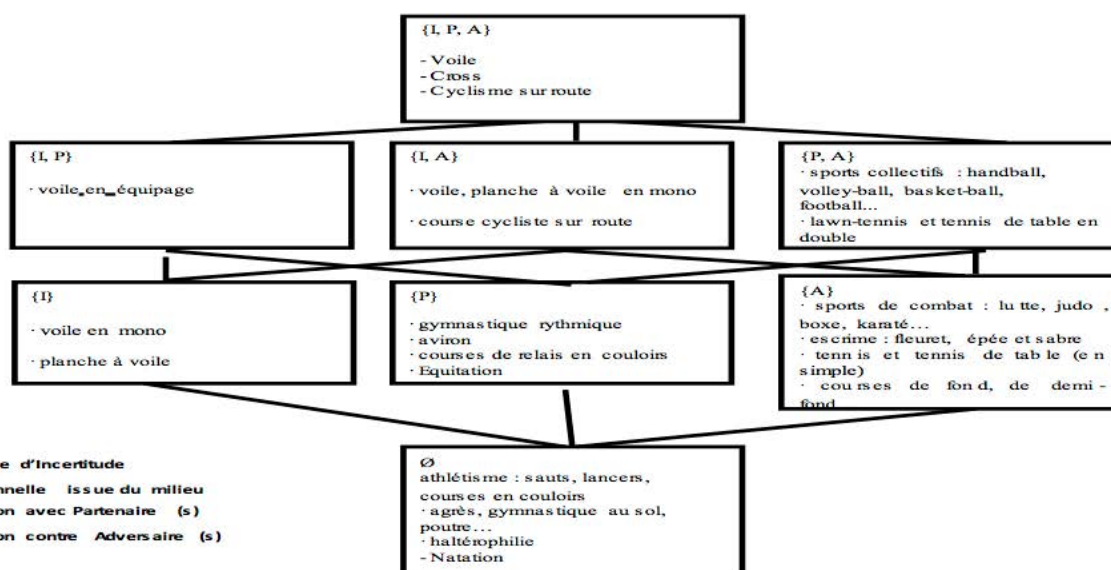 {I, P, A}
- Voile
- Cross
- Cyclisme sur route
{I, P}
· voile en équipage
{I, A}
· voile, planche à voile en mono
· course cycliste sur route
{P, A}
· sports collectifs : handball,
volley-ball, basket-ball,
football...
· lawn-tennis et tennis de table en
double
{I}
· voile en mono
· planche à voile
{P}
· gymnastique rythmique
· aviron
· courses de relais en couloirs
· Equitation
{A}
· sports de combat : lutte, judo ,
boxe, karaté...
· escrime : fleuret, épée et sabre
· tennis et tennis de table (en
simple)
· courses de fond, de demi-
fond
e d'Incertitude
nnelle issue du milieu
on avec Partenaire (s)
on contre Adversaire (s)
Ø
athlétisme : sauts, lancers,
courses en couloirs
· agrès, gymnastique au sol,
poutre...
· haltérophilie
- Natation